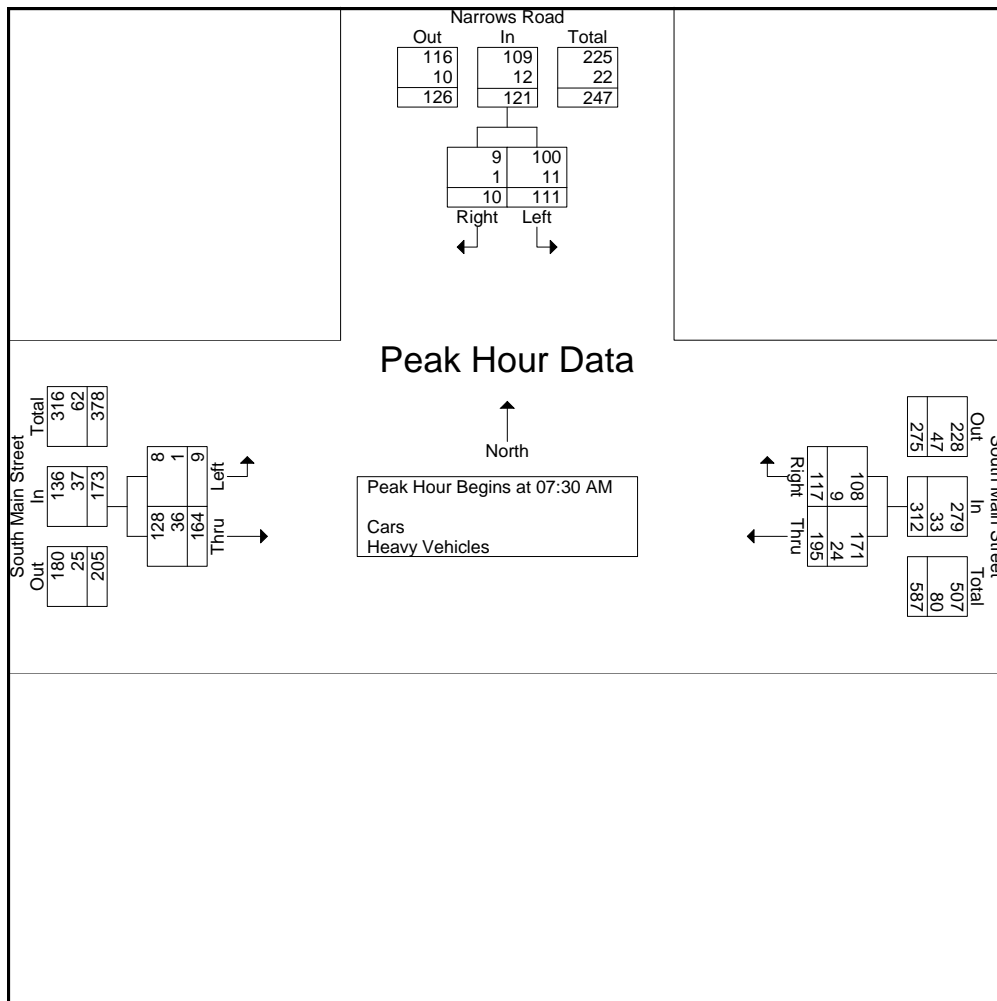 Narrows Road
Out In Total
116 109 225
10 12 22
126 121 247
9 100
1 11
10 111
Right Left
Peak Hour Data
North
Peak Hour Begins at 07:30 AM
Cars
Heavy Vehicles
South Main Street
Out In Total
180 136 316
25 37 62
205 173 378
Thru Left
128 8
36 1
164 9
South Main Street
Out In Total
228 279 507
47 33 80
275 312 587
Right Thru
108 171
9 24
117 195